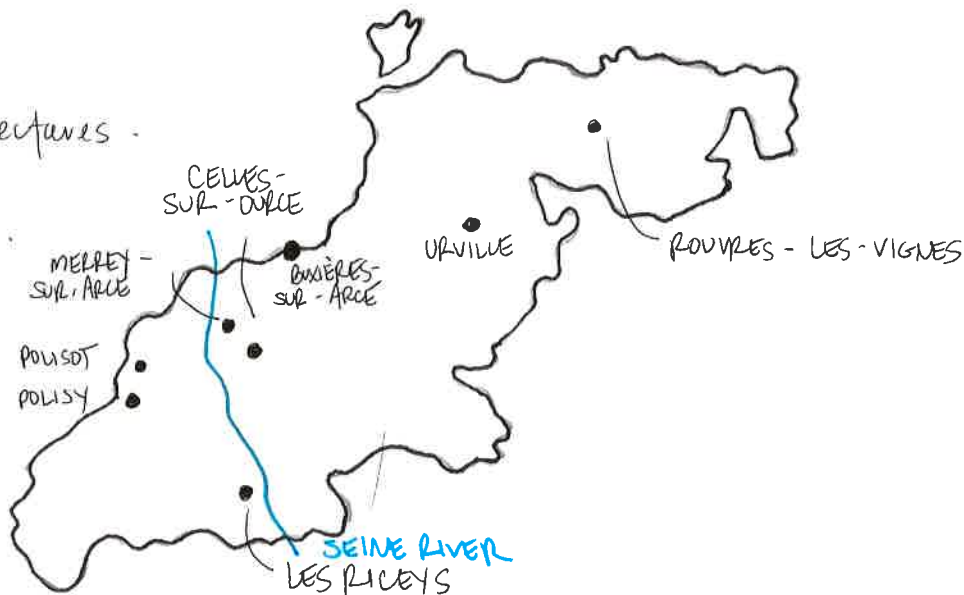 ectares.
CELLES-
SUR-OURCE
MERREY-
SUR-ARCE
BUXIÈRES-
SUR-ARCE
URVILLE
ROUVRES-LES-VIGNES
POLISOT
POLISY
SEINE RIVER
LES RICEYS